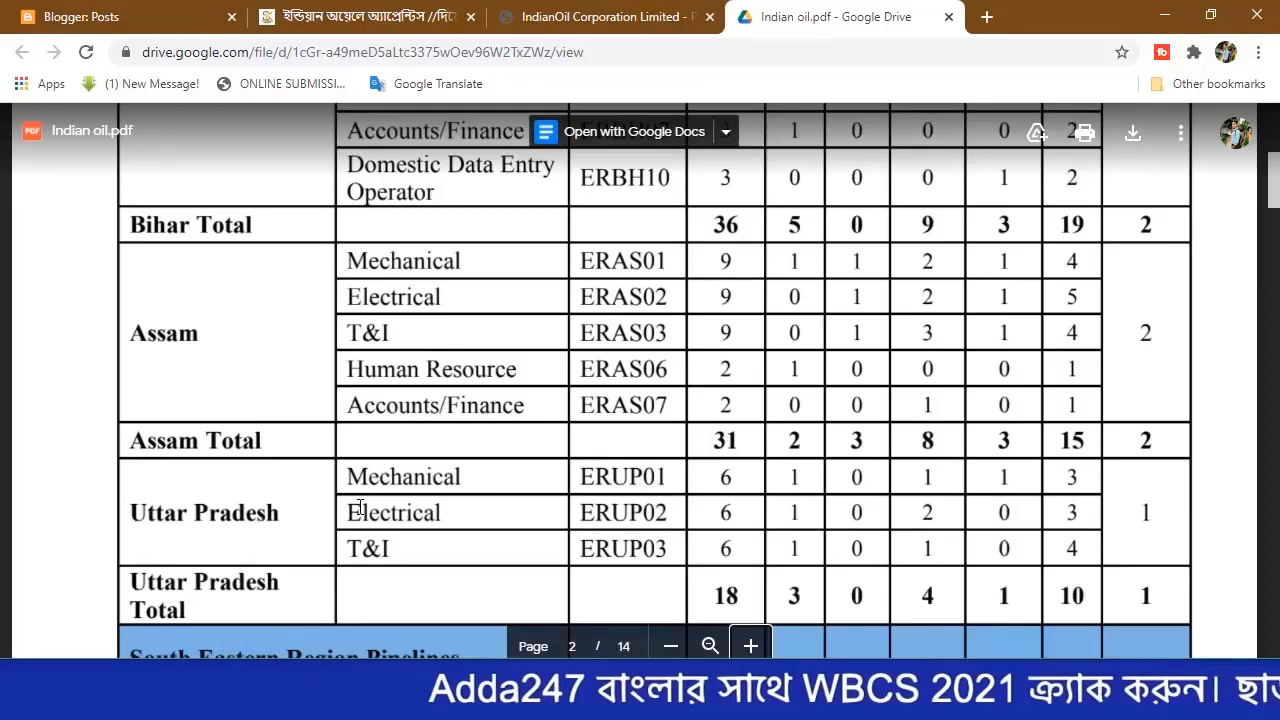 Blogger: Posts
ইন্ডিয়ান অয়েলে অ্যাপ্রেন্টিস //দিে
IndianOil Corporation Limited - P
Indian oil.pdf - Google Drive
drive.google.com/file/d/1cGr-a49meD5aLtc3375wOev96W2TxZWz/view
Apps
(1) New Message!
ONLINE SUBMISSI...
Google Translate
Other bookmarks
PDF Indian oil.pdf
Open with Google Docs
Accounts/Finance 1 0 0 0 2
Domestic Data Entry
Operator ERBH10 3 0 0 0 1 2
Bihar Total 36 5 0 9 3 19 2
Mechanical ERAS01 9 1 1 2 1 4
Electrical ERAS02 9 0 1 2 1 5
Assam T&I ERAS03 9 0 1 3 1 4 2
Human Resource ERAS06 2 1 0 0 0 1
Accounts/Finance ERAS07 2 0 0 1 0 1
Assam Total 31 2 3 8 3 15 2
Mechanical ERUP01 6 1 0 1 1 3
Uttar Pradesh Electrical ERUP02 6 1 0 2 0 3 1
T&I ERUP03 6 1 0 1 0 4
Uttar Pradesh
Total 18 3 0 4 1 10 1
South Eastern Region Pipelines
Page 2 / 14
Adda247 বাংলার সাথে WBCS 2021 ক্র্যাক করুন। ছা